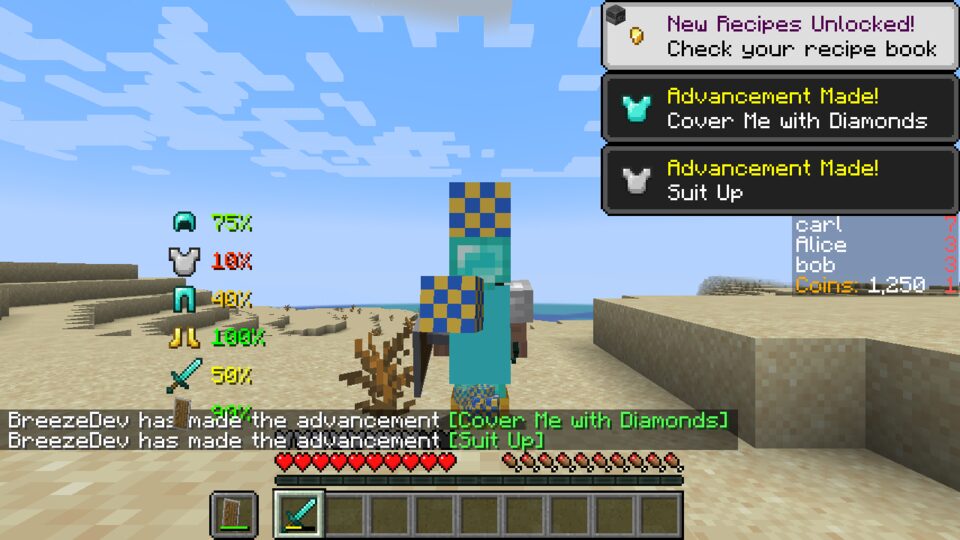 New Recipes Unlocked!
Check your recipe book
Advancement Made!
Cover Me with Diamonds
Advancement Made!
Suit Up
75%
10%
40%
100%
50%
90%
carl
Alice
bob
Coins: 1,250 1
BreezeDev has made the advancement [Cover Me with Diamonds]
BreezeDev has made the advancement [Suit Up]